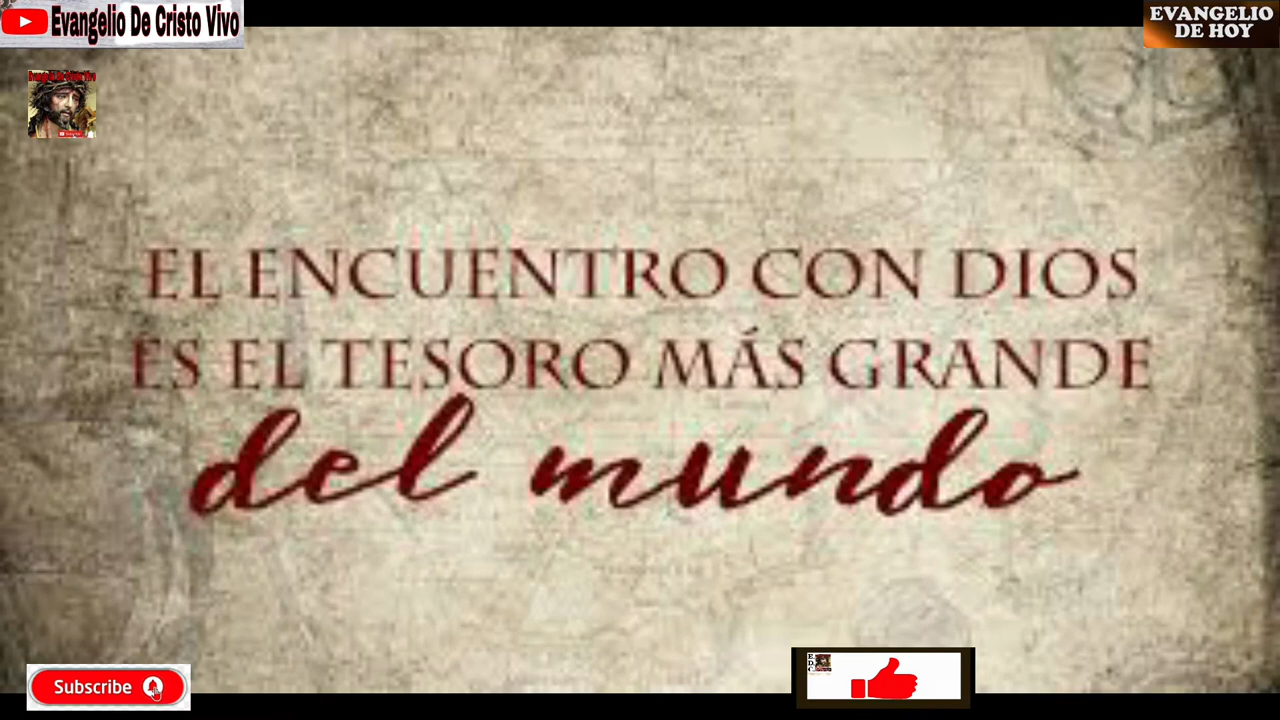 Evangelio De Cristo Vivo
EVANGELIO
DE HOY
EL ENCUENTRO CON DIOS
ES EL TESORO MÁS GRANDE
del mundo
Subscribe